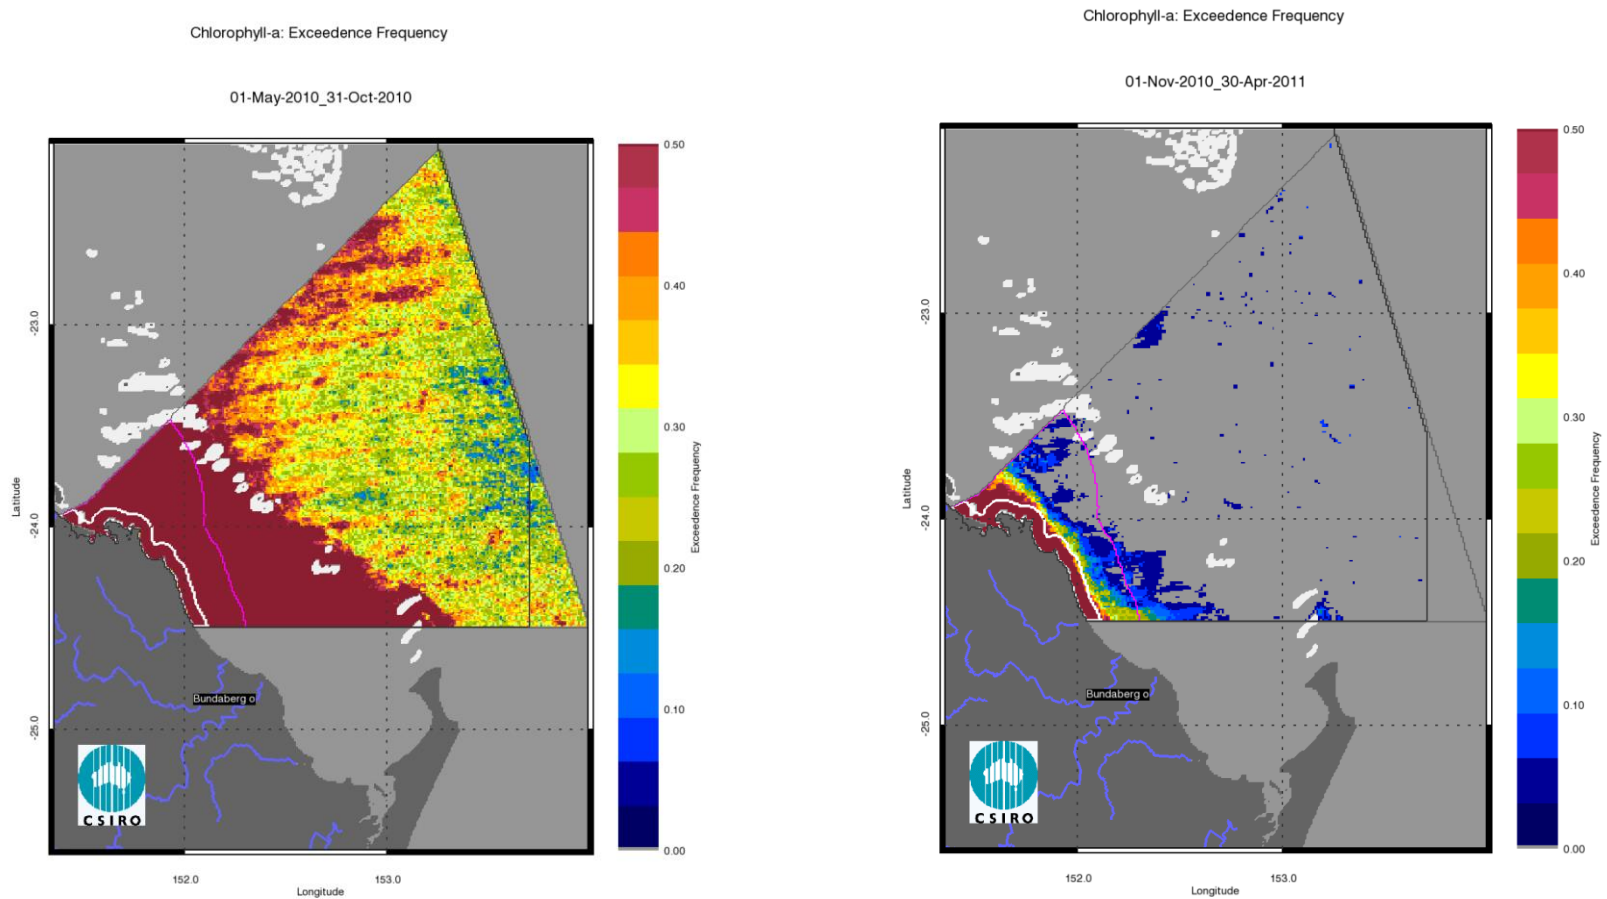 Chlorophyll-a: Exceedence Frequency
01-May-2010_31-Oct-2010
0.50
0.40
0.30
0.20
0.10
0.00
Exceedence Frequency
-23.0
-24.0
-25.0
Latitude
Bundaberg o
CSIRO
152.0
153.0
Longitude
Chlorophyll-a: Exceedence Frequency
01-Nov-2010_30-Apr-2011
0.50
0.40
0.30
0.20
0.10
0.00
Exceedence Frequency
-23.0
-24.0
-25.0
Latitude
Bundaberg o
CSIRO
152.0
153.0
Longitude